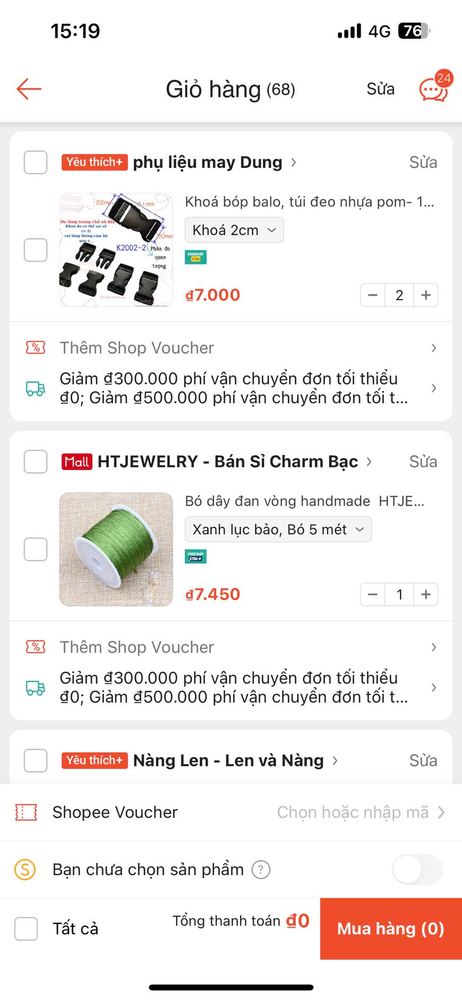 15:19
4G 76
Giỏ hàng (68)
Sửa
24
Yêu thích+ phụ liệu may Dung
Sửa
22mm
51mm
Đo lòng trong chỗ xỏ dây
Khoá đo có thể sai số
(+-1)
vui lòng thông cảm bỏ
qua ạ
20mm
K2002-2
Phần đo
quan
trọng
Phụ liệu may Dung
Khoá bóp balo, túi đeo nhựa pom- 1...
Khoá 2cm
FREESHIP
XTRA
₫7.000
2
Thêm Shop Voucher
Giảm ₫300.000 phí vận chuyển đơn tối thiểu
₫0; Giảm ₫500.000 phí vận chuyển đơn tối t...
Mall HTJEWELRY - Bán Sỉ Charm Bạc
Sửa
Bó dây đan vòng handmade HTJE...
Xanh lục bảo, Bó 5 mét
FREESHIP
XTRA+
₫7.450
1
Thêm Shop Voucher
Giảm ₫300.000 phí vận chuyển đơn tối thiểu
₫0; Giảm ₫500.000 phí vận chuyển đơn tối t...
Yêu thích+ Nàng Len - Len và Nàng
Sửa
Shopee Voucher
Chọn hoặc nhập mã
Bạn chưa chọn sản phẩm
Tất cả
Tổng thanh toán ₫0
Mua hàng (0)